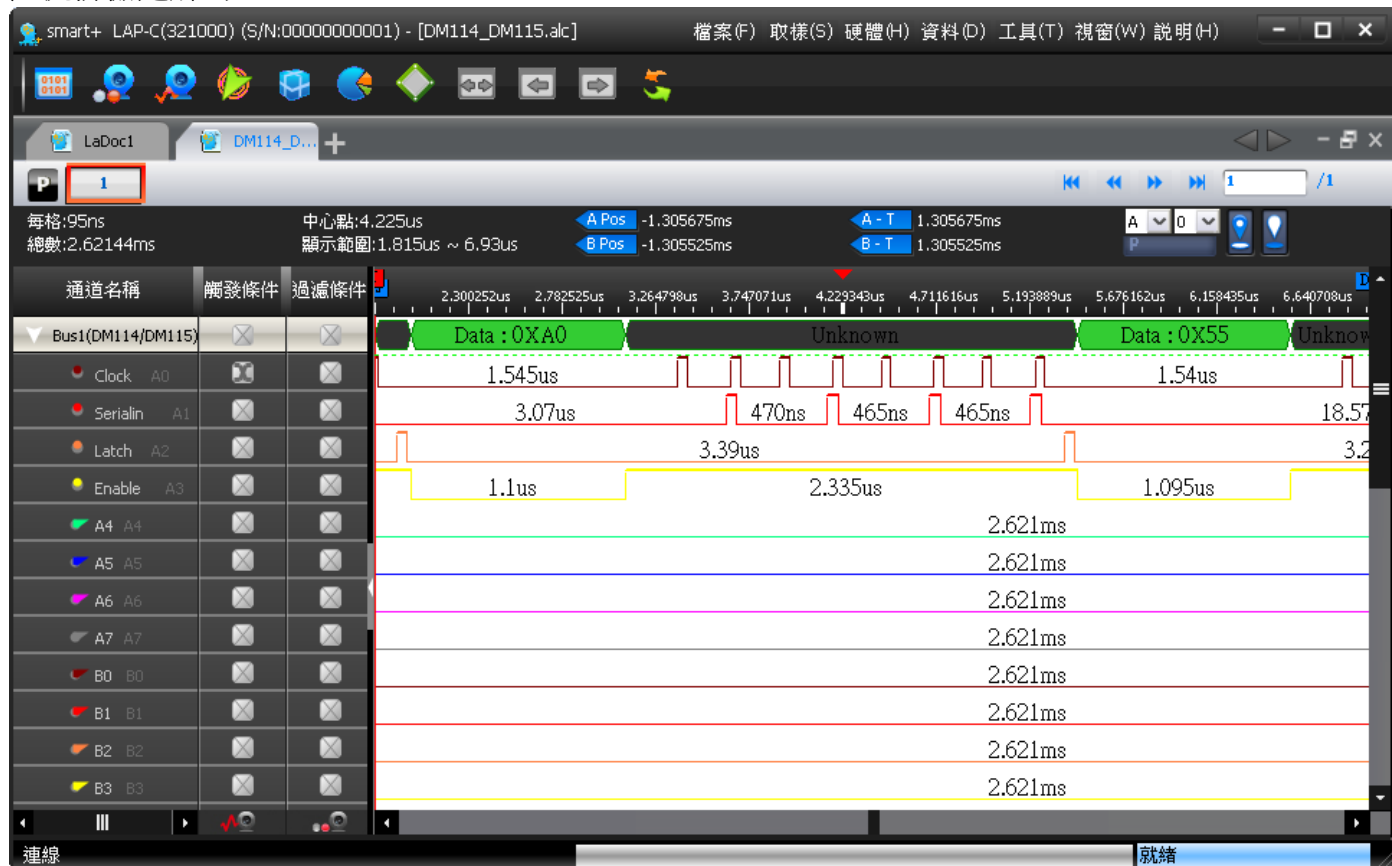 smart+ LAP-C(321000) (S/N:00000000001) - [DM114_DM115.alc] 檔案(F) 取樣(S) 硬體(H) 資料(D) 工具(T) 視窗(W) 説明(H)
LaDoc1 DM114_D...
P 1 1 /1
每格:95ns 中心點:4.225us A Pos -1.305675ms A - T 1.305675ms A 0
總數:2.62144ms 顯示範圍:1.815us ~ 6.93us B Pos -1.305525ms B - T 1.305525ms P
通道名稱 觸發條件 過濾條件 2.300252us 2.782525us 3.264798us 3.747071us 4.229343us 4.711616us 5.193889us 5.676162us 6.158435us 6.640708us D
Bus1(DM114/DM115) Data : 0XA0 Unknown Data : 0X55 Unknow
Clock A0 1.545us 1.54us
Serialin A1 3.07us 470ns 465ns 465ns 18.57
Latch A2 3.39us 3.2
Enable A3 1.1us 2.335us 1.095us
A4 A4 2.621ms
A5 A5 2.621ms
A6 A6 2.621ms
A7 A7 2.621ms
B0 B0 2.621ms
B1 B1 2.621ms
B2 B2 2.621ms
B3 B3 2.621ms
連線 就緒